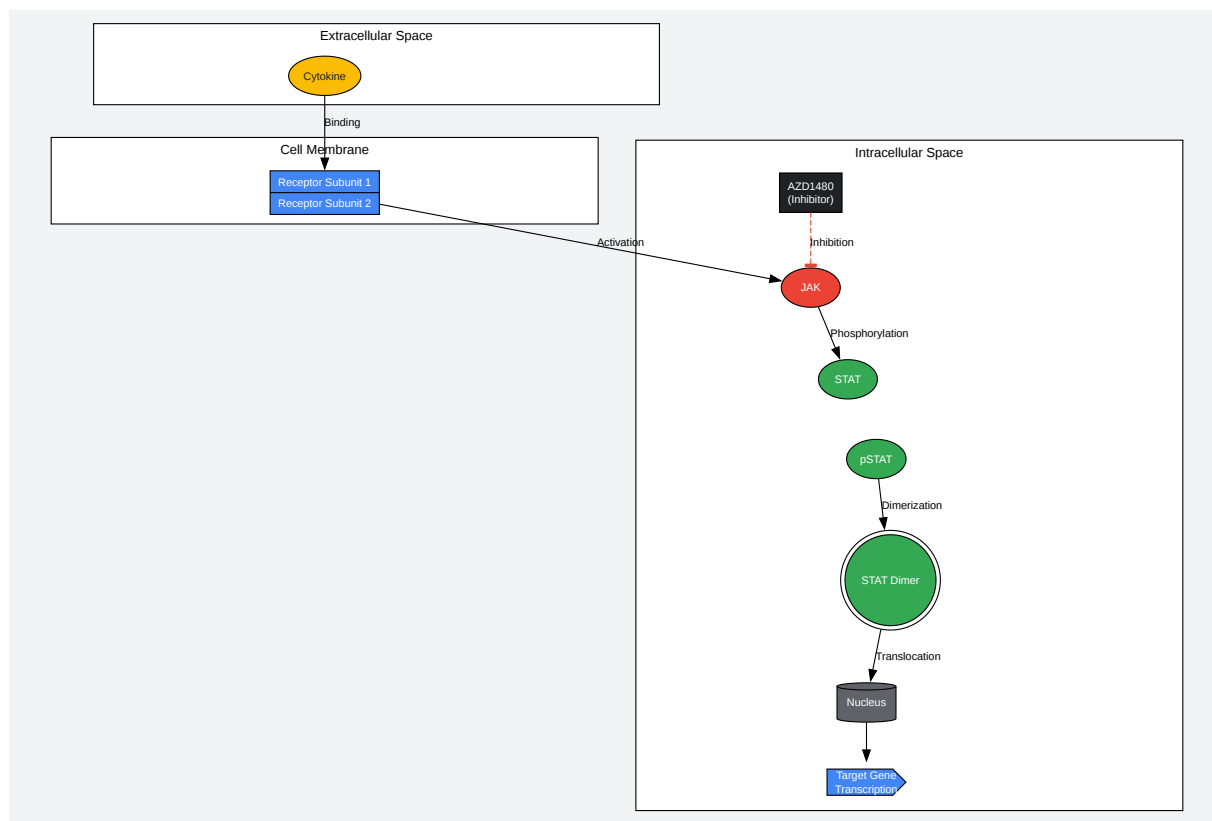 Extracellular Space
Cytokine
Binding
Cell Membrane
Receptor Subunit 1
Receptor Subunit 2
Activation
Intracellular Space
AZD1480
(Inhibitor)
Inhibition
JAK
Phosphorylation
STAT
pSTAT
Dimerization
STAT Dimer
Translocation
Nucleus
Target Gene
Transcription